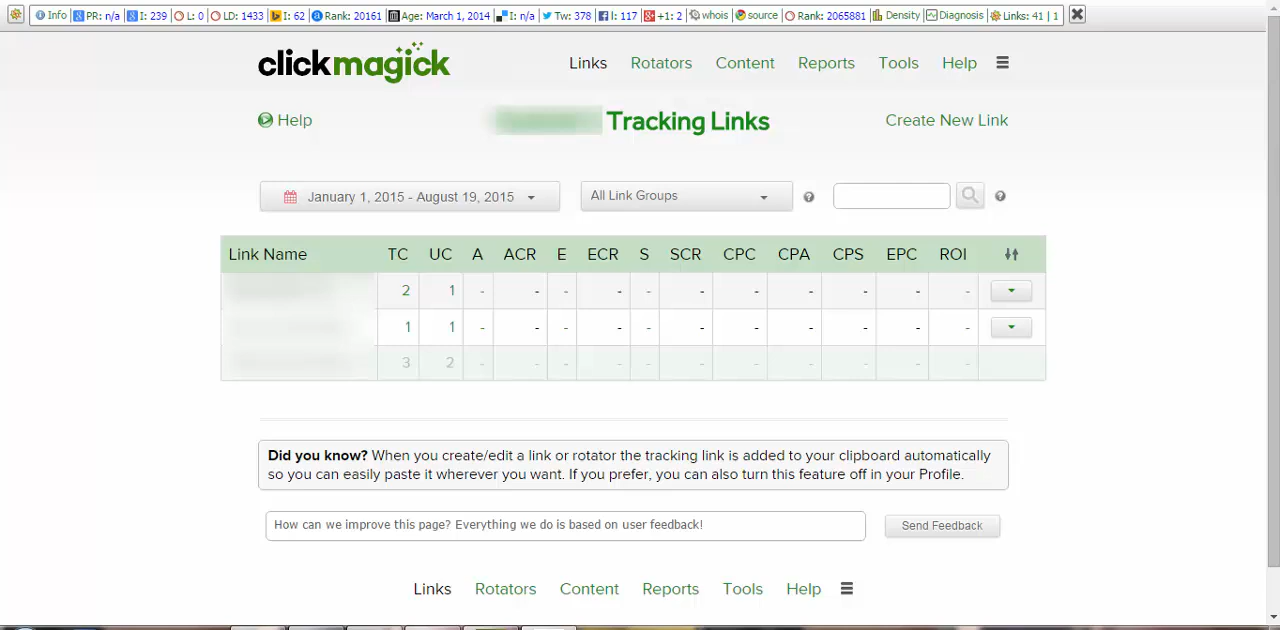 Info PR: n/a I: 239 L: 0 LD: 1433 I: 62 Rank: 20161 Age: March 1, 2014 I: n/a Tw: 378 I: 117 +1: 2 whois source Rank: 2065881 Density Diagnosis Links: 41 | 1
clickmagick
Links Rotators Content Reports Tools Help
Help
Tracking Links
Create New Link
January 1, 2015 - August 19, 2015
All Link Groups
Link Name TC UC A ACR E ECR S SCR CPC CPA CPS EPC ROI
2 1 - - - - - - - - - - -
1 1 - - - - - - - - - - -
3 2 - - - - - - - - - - -
Did you know? When you create/edit a link or rotator the tracking link is added to your clipboard automatically
so you can easily paste it wherever you want. If you prefer, you can also turn this feature off in your Profile.
How can we improve this page? Everything we do is based on user feedback!
Send Feedback
Links Rotators Content Reports Tools Help